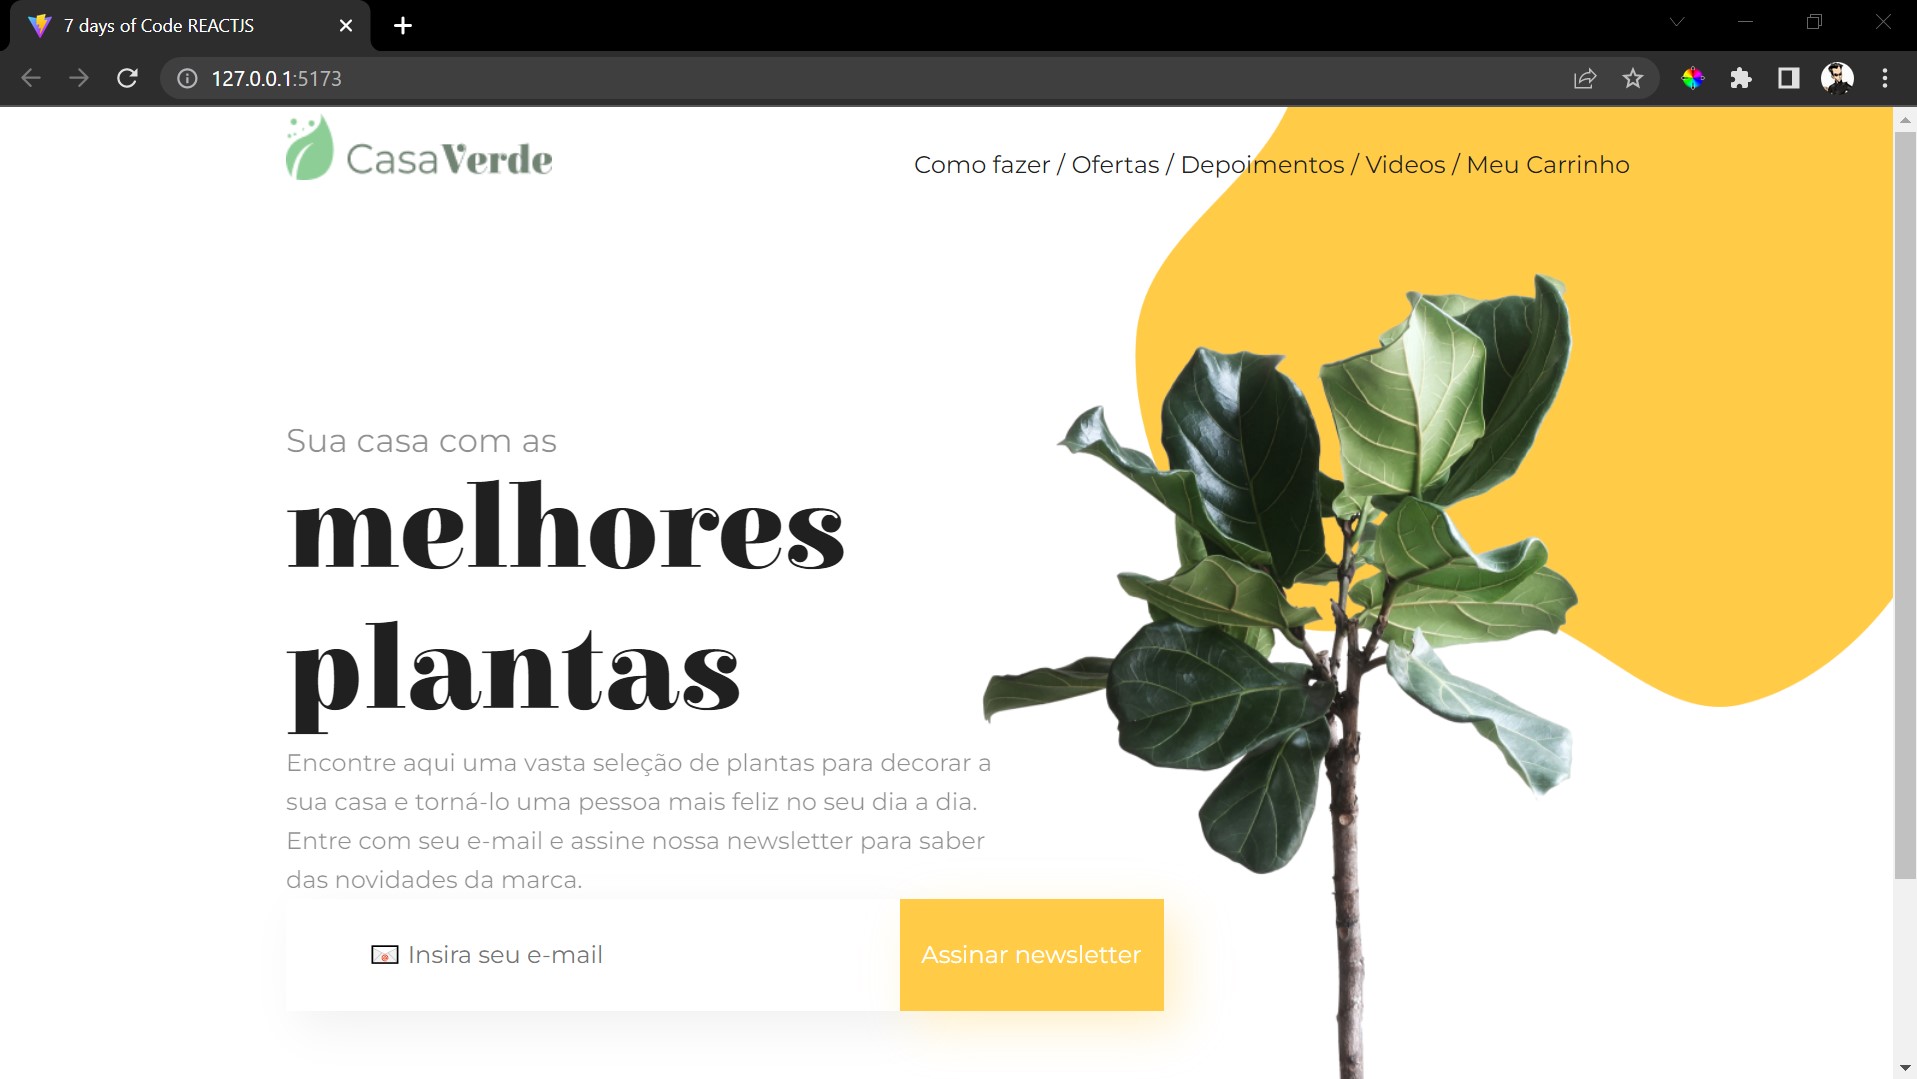 7 days of Code REACTJS
127.0.0.1:5173
CasaVerde
Como fazer / Ofertas / Depoimentos / Videos / Meu Carrinho
Sua casa com as
melhores
plantas
Encontre aqui uma vasta seleção de plantas para decorar a
sua casa e torná-lo uma pessoa mais feliz no seu dia a dia.
Entre com seu e-mail e assine nossa newsletter para saber
das novidades da marca.
Insira seu e-mail
Assinar newsletter